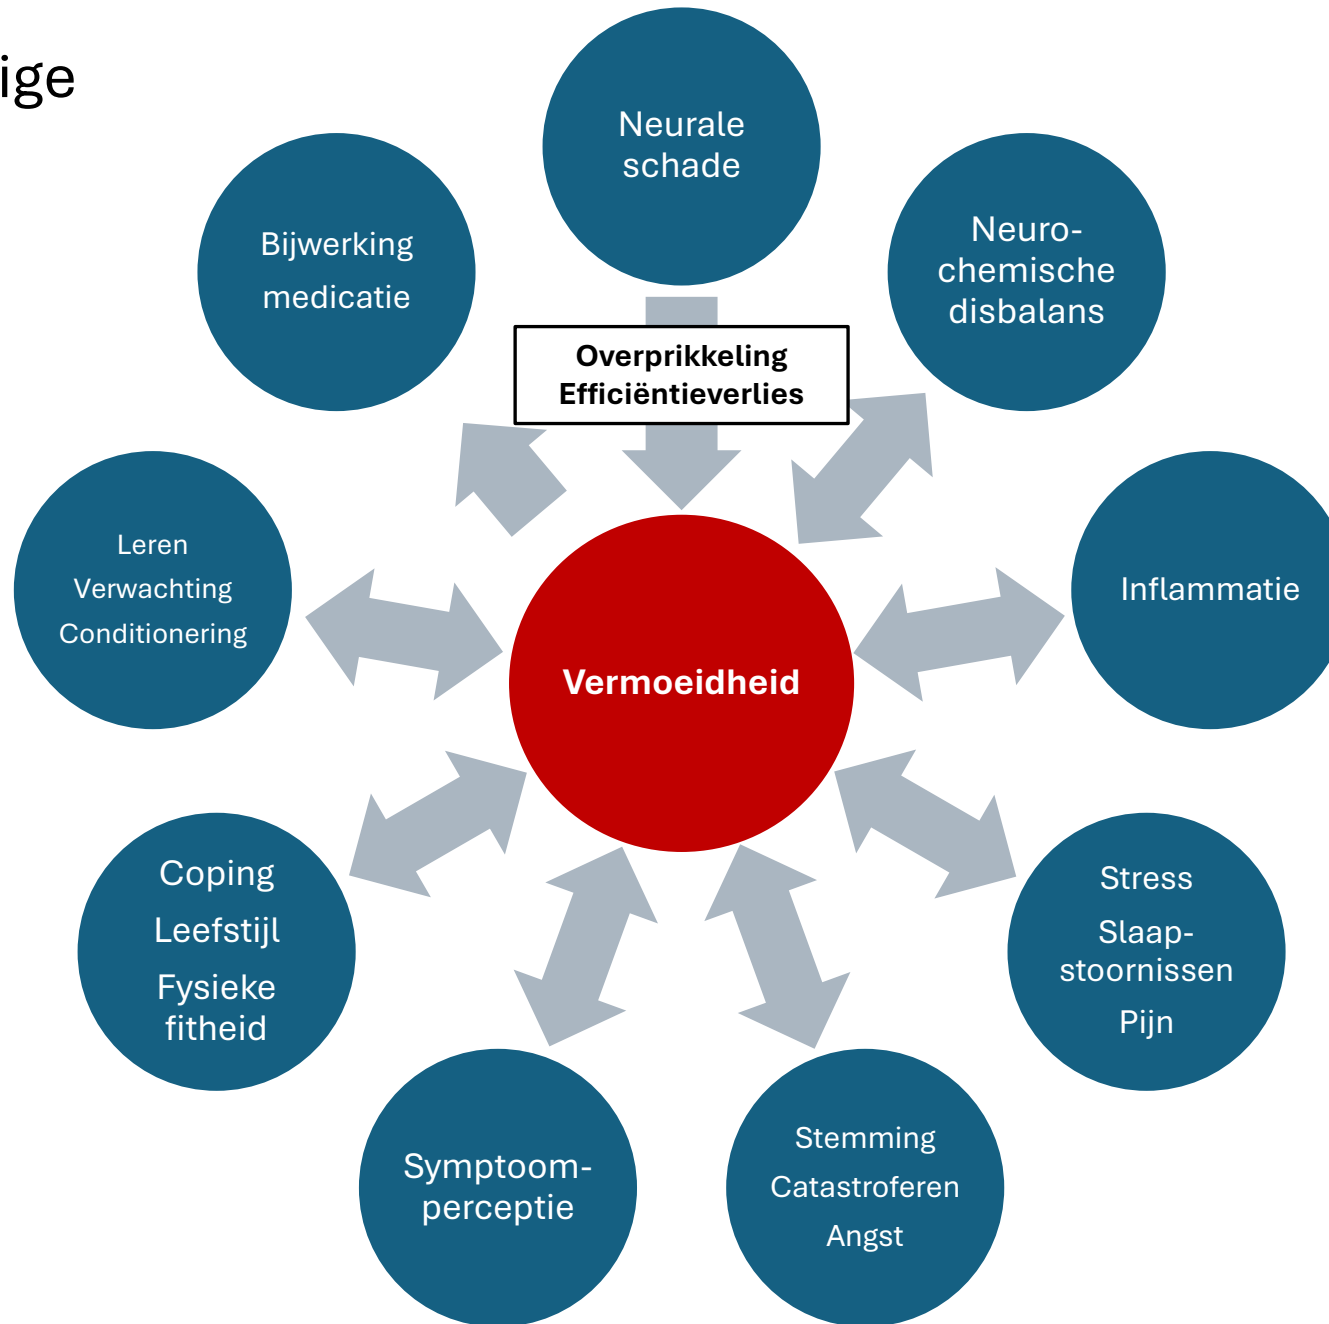 ige
Neurale
schade
Neuro-
chemische
disbalans
Bijwerking
medicatie
Overprikkeling
Efficiëntieverlies
Inflammatie
Leren
Verwachting
Conditionering
Vermoeidheid
Stress
Slaap-
stoornissen
Pijn
Coping
Leefstijl
Fysieke
fitheid
Stemming
Catastroferen
Angst
Symptoom-
perceptie